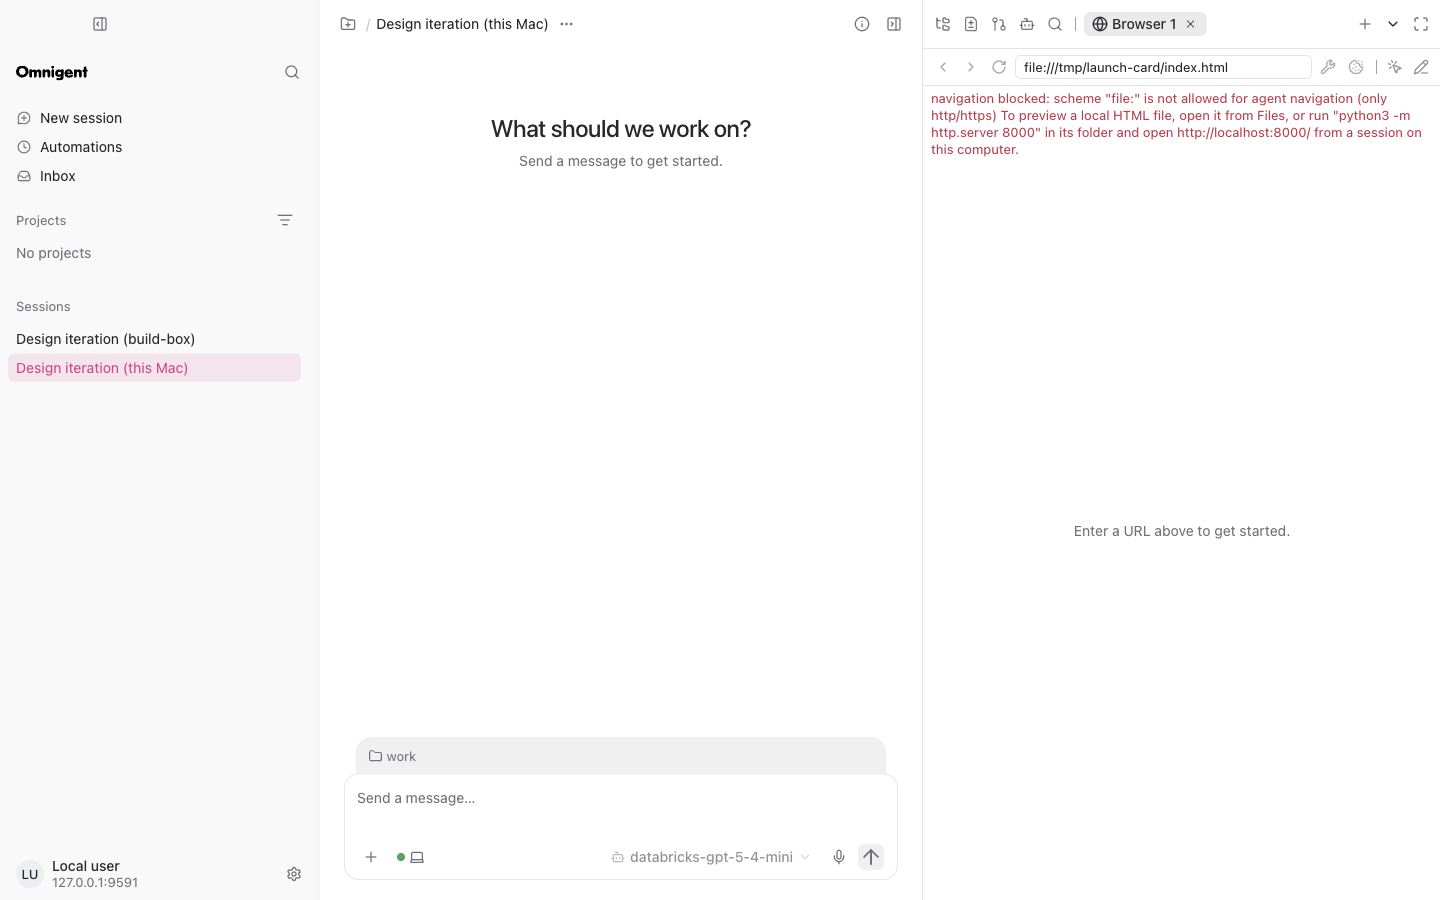 Omnigent
New session
Automations
Inbox
Projects
No projects
Sessions
Design iteration (build-box)
Design iteration (this Mac)
LU
Local user
127.0.0.1:9591
/ Design iteration (this Mac)
What should we work on?
Send a message to get started.
work
Send a message...
databricks-gpt-5-4-mini
Browser 1
file:///tmp/launch-card/index.html
navigation blocked: scheme "file:" is not allowed for agent navigation (only
http/https) To preview a local HTML file, open it from Files, or run "python3 -m
http.server 8000" in its folder and open http://localhost:8000/ from a session on
this computer.
Enter a URL above to get started.